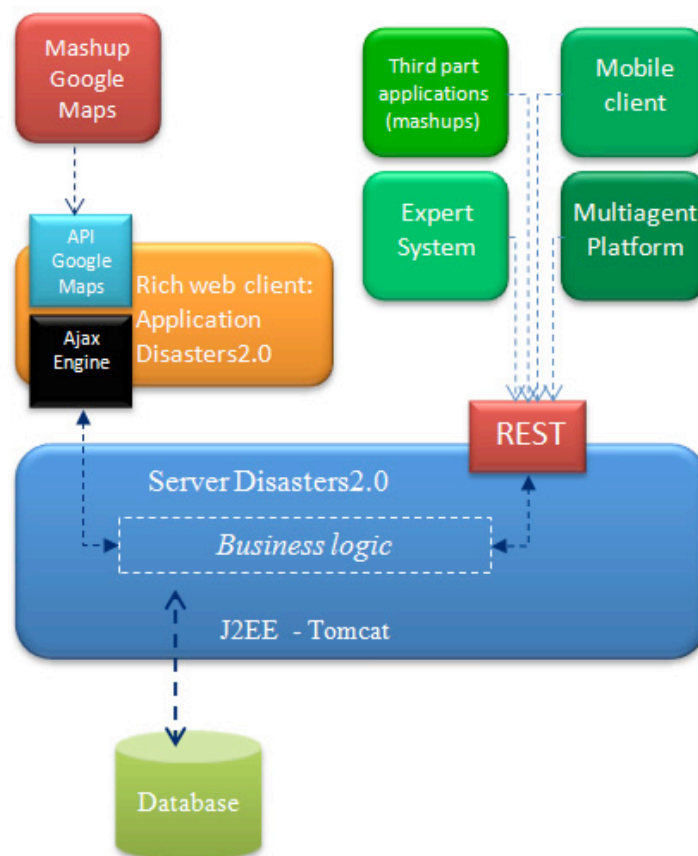 Mashup
Google
Maps
Third part
applications
(mashups)
Mobile
client
Expert
System
Multiagent
Platform
API
Google
Maps
Rich web client:
Application
Disasters2.0
Ajax
Engine
REST
Server Disasters2.0
Business logic
J2EE - Tomcat
Database